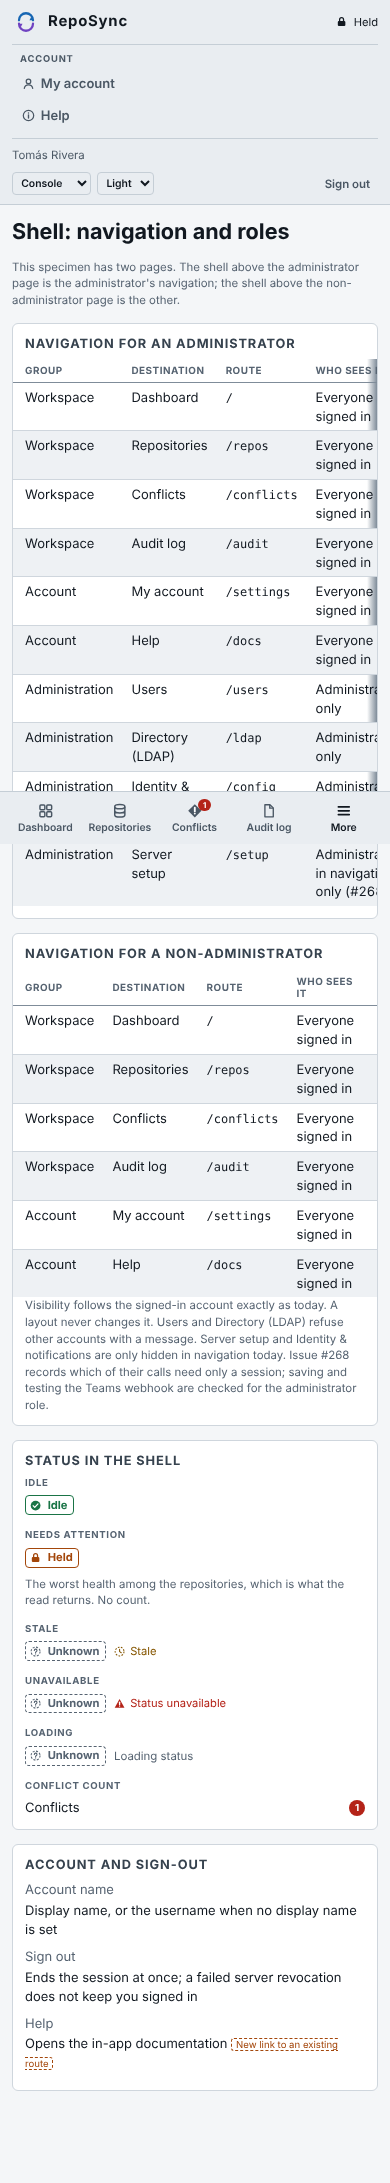 RepoSync
Held
ACCOUNT
My account
Help
Tomás Rivera
Console
Light
Sign out
Shell: navigation and roles
This specimen has two pages. The shell above the administrator
page is the administrator's navigation; the shell above the non-
administrator page is the other.
NAVIGATION FOR AN ADMINISTRATOR
GROUP DESTINATION ROUTE WHO SEES
Workspace Dashboard / Everyone
signed in
Workspace Repositories /repos Everyone
signed in
Workspace Conflicts /conflicts Everyone
signed in
Workspace Audit log /audit Everyone
signed in
Account My account /settings Everyone
signed in
Account Help /docs Everyone
signed in
Administration Users /users Administra
only
Administration Directory /ldap Administra
(LDAP) only
Administration Identity & /config Administra
Dashboard
Repositories
Conflicts
1
Audit log
More
Administration Server /setup Administra
setup in navigati
only (#268
NAVIGATION FOR A NON-ADMINISTRATOR
GROUP DESTINATION ROUTE WHO SEES
IT
Workspace Dashboard / Everyone
signed in
Workspace Repositories /repos Everyone
signed in
Workspace Conflicts /conflicts Everyone
signed in
Workspace Audit log /audit Everyone
signed in
Account My account /settings Everyone
signed in
Account Help /docs Everyone
signed in
Visibility follows the signed-in account exactly as today. A
layout never changes it. Users and Directory (LDAP) refuse
other accounts with a message. Server setup and Identity &
notifications are only hidden in navigation today. Issue #268
records which of their calls need only a session; saving and
testing the Teams webhook are checked for the administrator
role.
STATUS IN THE SHELL
IDLE
Idle
NEEDS ATTENTION
Held
The worst health among the repositories, which is what the
read returns. No count.
STALE
Unknown Stale
UNAVAILABLE
Unknown Status unavailable
LOADING
Unknown Loading status
CONFLICT COUNT
Conflicts 1
ACCOUNT AND SIGN-OUT
Account name
Display name, or the username when no display name
is set
Sign out
Ends the session at once; a failed server revocation
does not keep you signed in
Help
Opens the in-app documentation New link to an existing
route